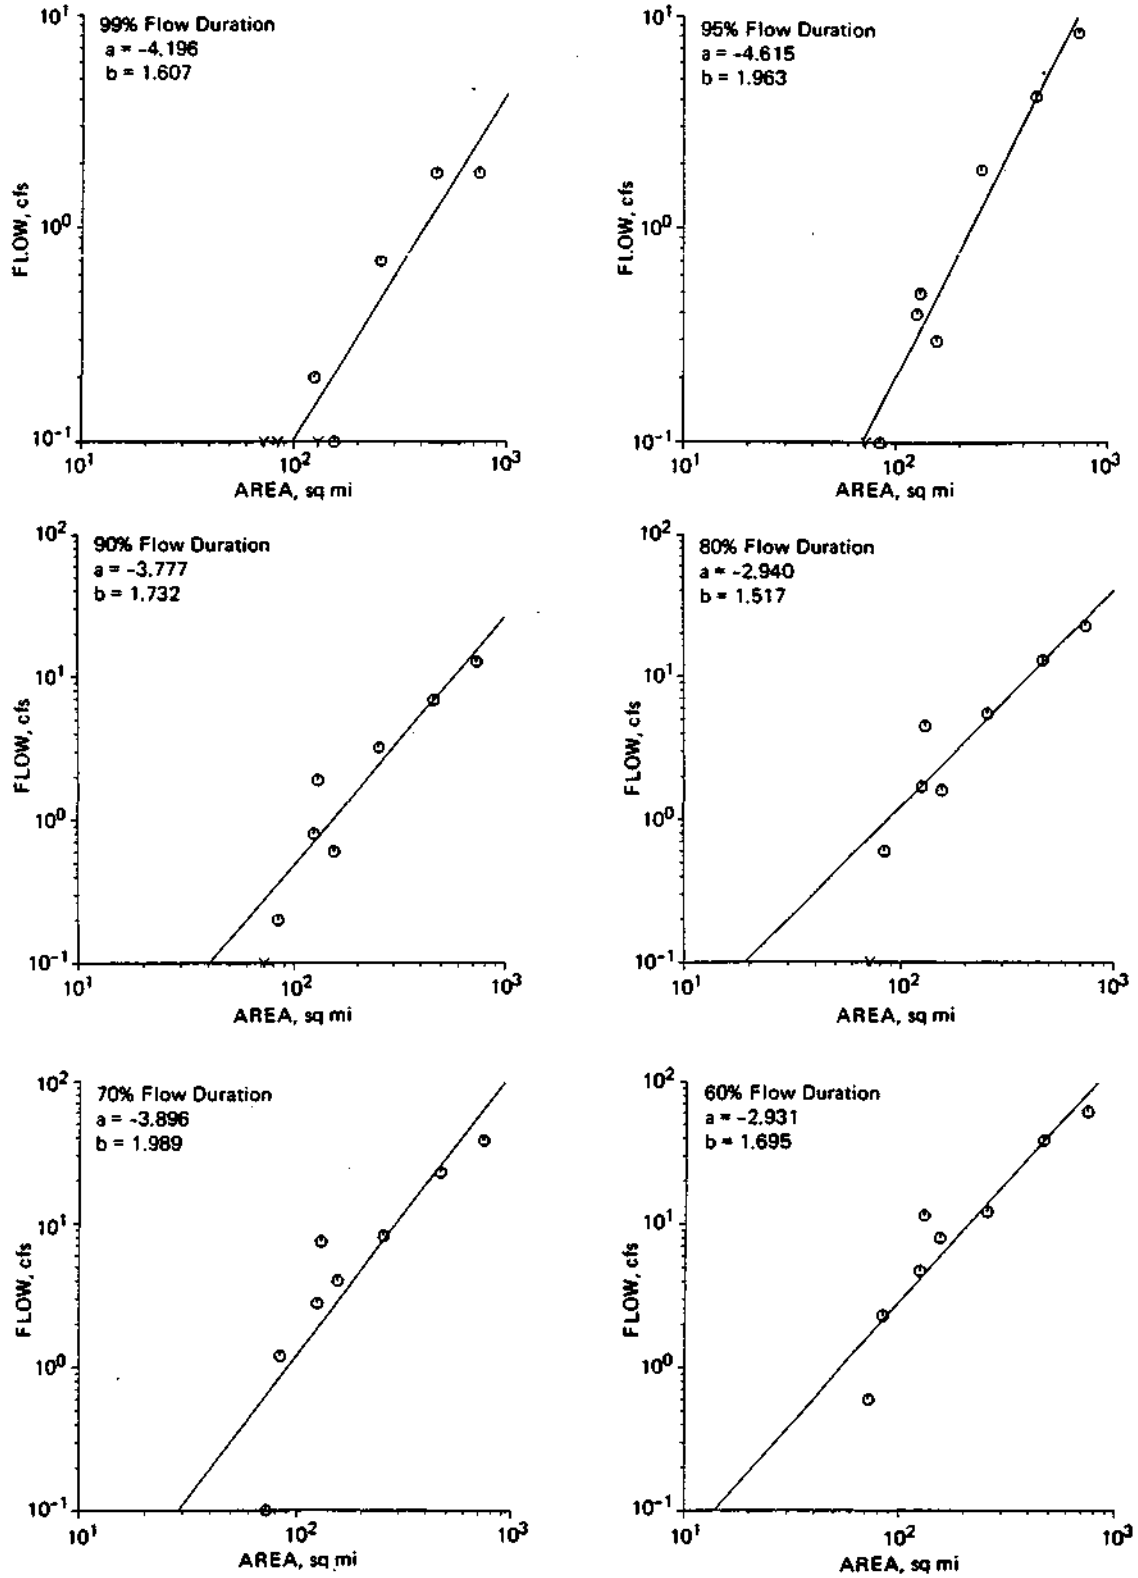 99% Flow Duration
a = -4.196
b = 1.607
10¹
10⁰
10⁻¹
FLOW, cfs
10¹ 10² 10³
AREA, sq mi
95% Flow Duration
a = -4.615
b = 1.963
10¹
10⁰
10⁻¹
FLOW, cfs
10¹ 10² 10³
AREA, sq mi
90% Flow Duration
a = -3.777
b = 1.732
10²
10¹
10⁰
10⁻¹
FLOW, cfs
10¹ 10² 10³
AREA, sq mi
80% Flow Duration
a = -2.940
b = 1.517
10²
10¹
10⁰
10⁻¹
FLOW, cfs
10¹ 10² 10³
AREA, sq mi
70% Flow Duration
a = -3.896
b = 1.989
10²
10¹
10⁰
10⁻¹
FLOW, cfs
10¹ 10² 10³
AREA, sq mi
60% Flow Duration
a = -2.931
b = 1.695
10²
10¹
10⁰
10⁻¹
FLOW, cfs
10¹ 10² 10³
AREA, sq mi